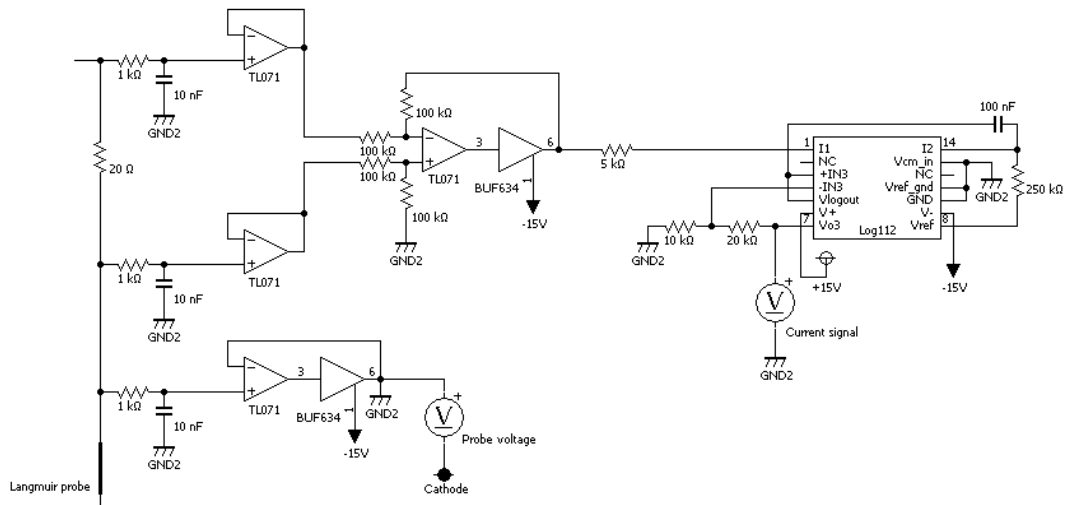 −
+
TL071
1 kΩ
10 nF
GND2
20 Ω
100 kΩ
100 kΩ
100 kΩ
−
+
TL071
3
6
BUF634
1
-15V
100 kΩ
GND2
5 kΩ
100 nF
1
I1
I2
14
NC
Vcm_in
+IN3
NC
-IN3
Vref_gnd
Vlogout
GND
V+
V-
7
Vo3
Vref
8
Log112
GND2
250 kΩ
10 kΩ
20 kΩ
GND2
+15V
-15V
+
V
Current signal
GND2
−
+
TL071
1 kΩ
10 nF
GND2
−
+
TL071
3
6
BUF634
1
-15V
GND2
1 kΩ
10 nF
GND2
+
V
Probe voltage
Cathode
Langmuir probe